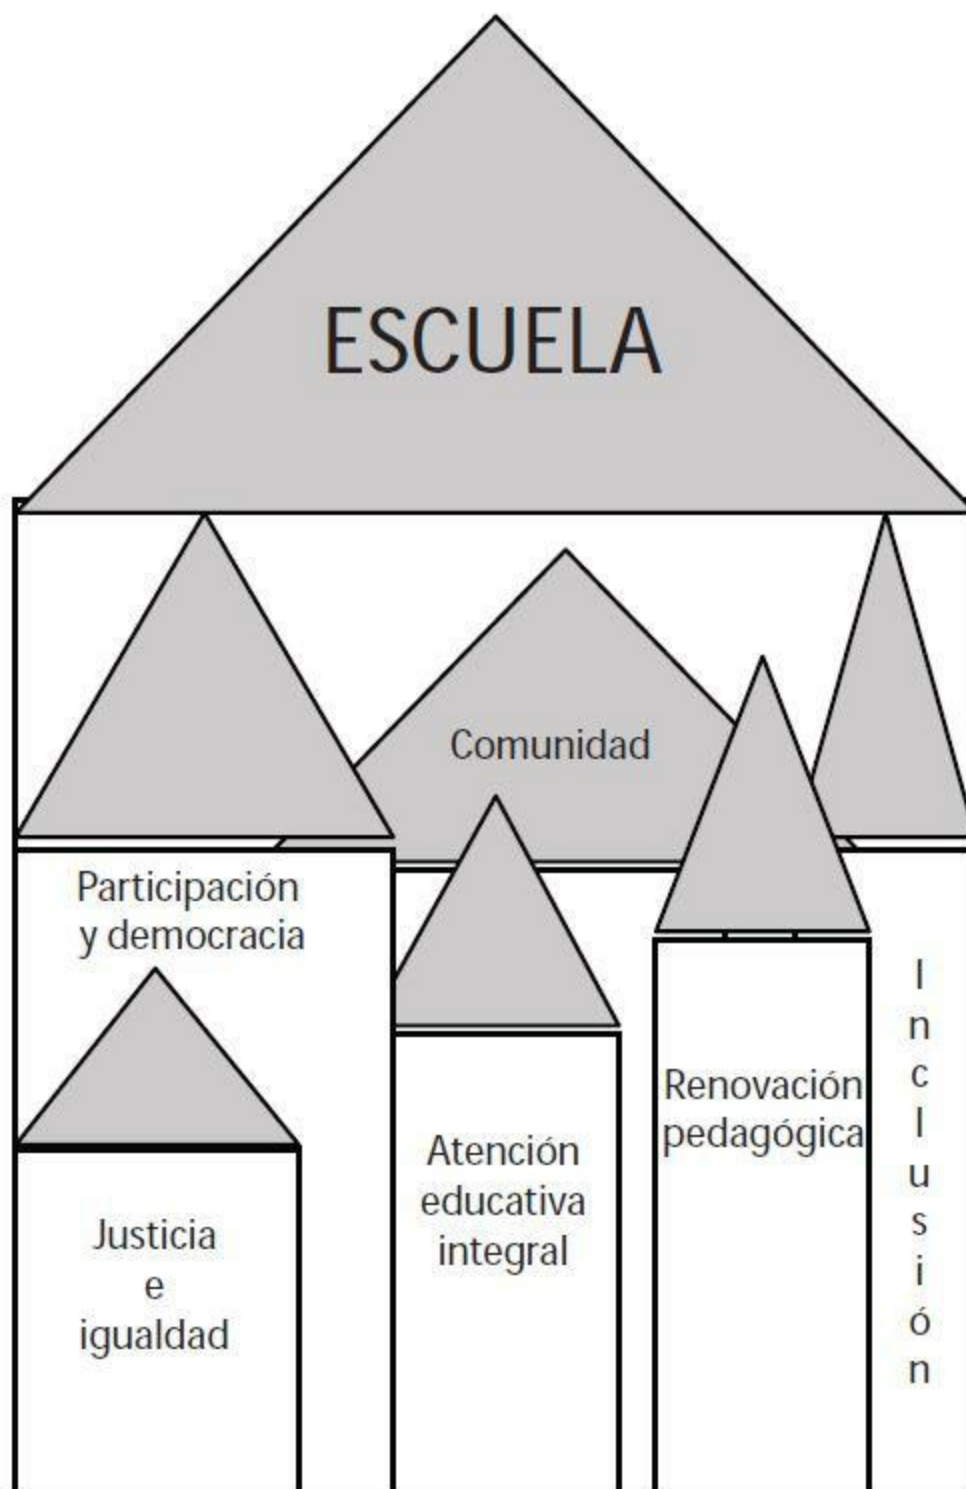 ESCUELA
Comunidad
Participación
y democracia
Justicia
e
igualdad
Atención
educativa
integral
Renovación
pedagógica
I
n
c
l
u
s
i
ó
n